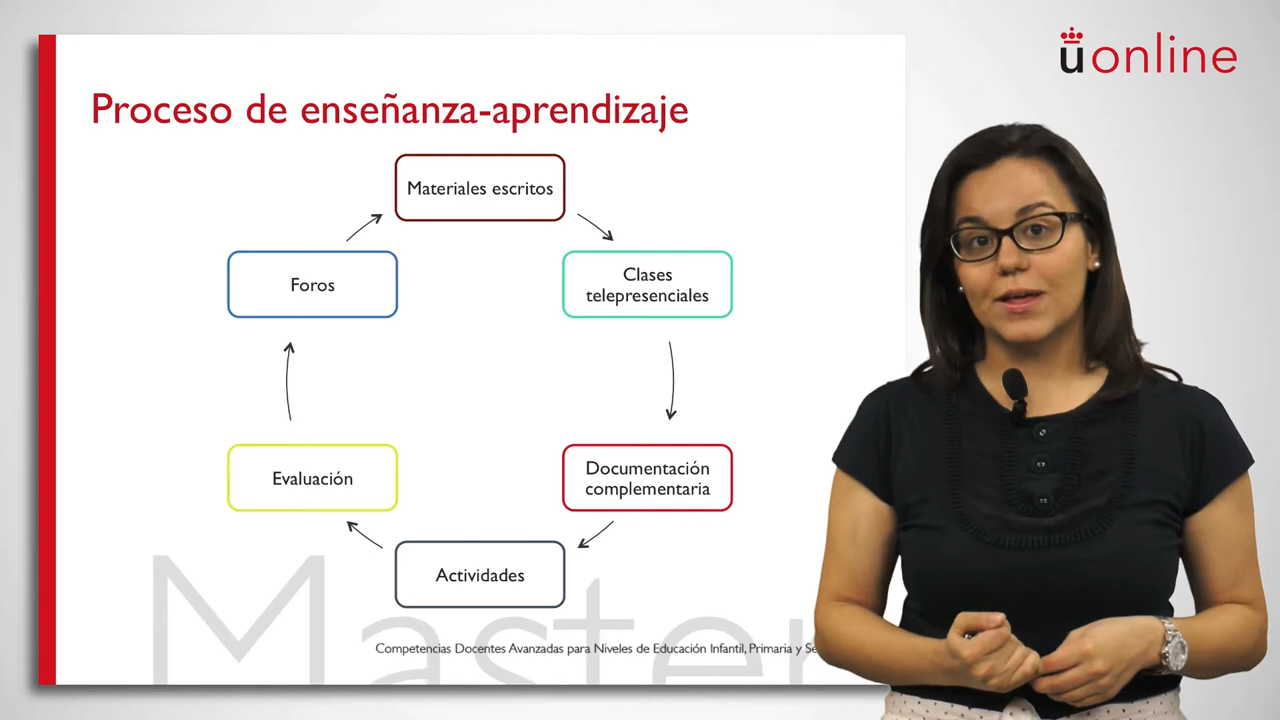 uonline
Proceso de enseñanza-aprendizaje
Materiales escritos
Foros
Clases
telepresenciales
Evaluación
Documentación
complementaria
Actividades
Master
Competencias Docentes Avanzadas para Niveles de Educación Infantil, Primaria y